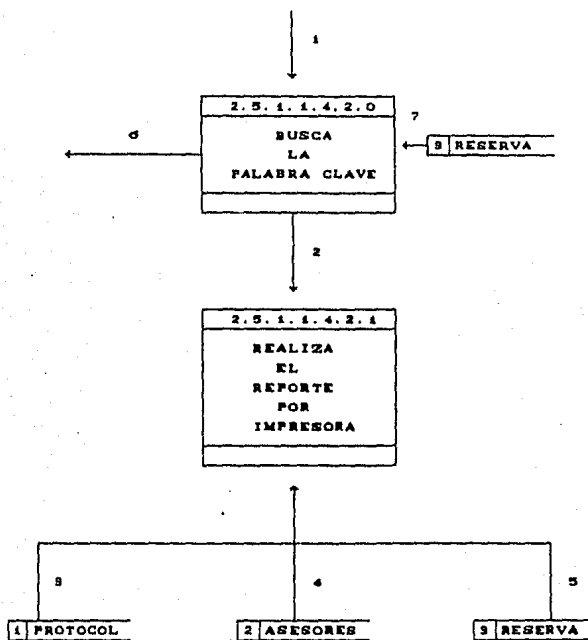 1
2.5.1.1.4.2.0
BUSCA
LA
PALABRA CLAVE
6
7
3 RESERVA
2
2.5.1.1.4.2.1
REALIZA
EL
REPORTE
POR
IMPRESORA
3
4
5
1 PROTOCOL
2 ASESORES
3 RESERVA